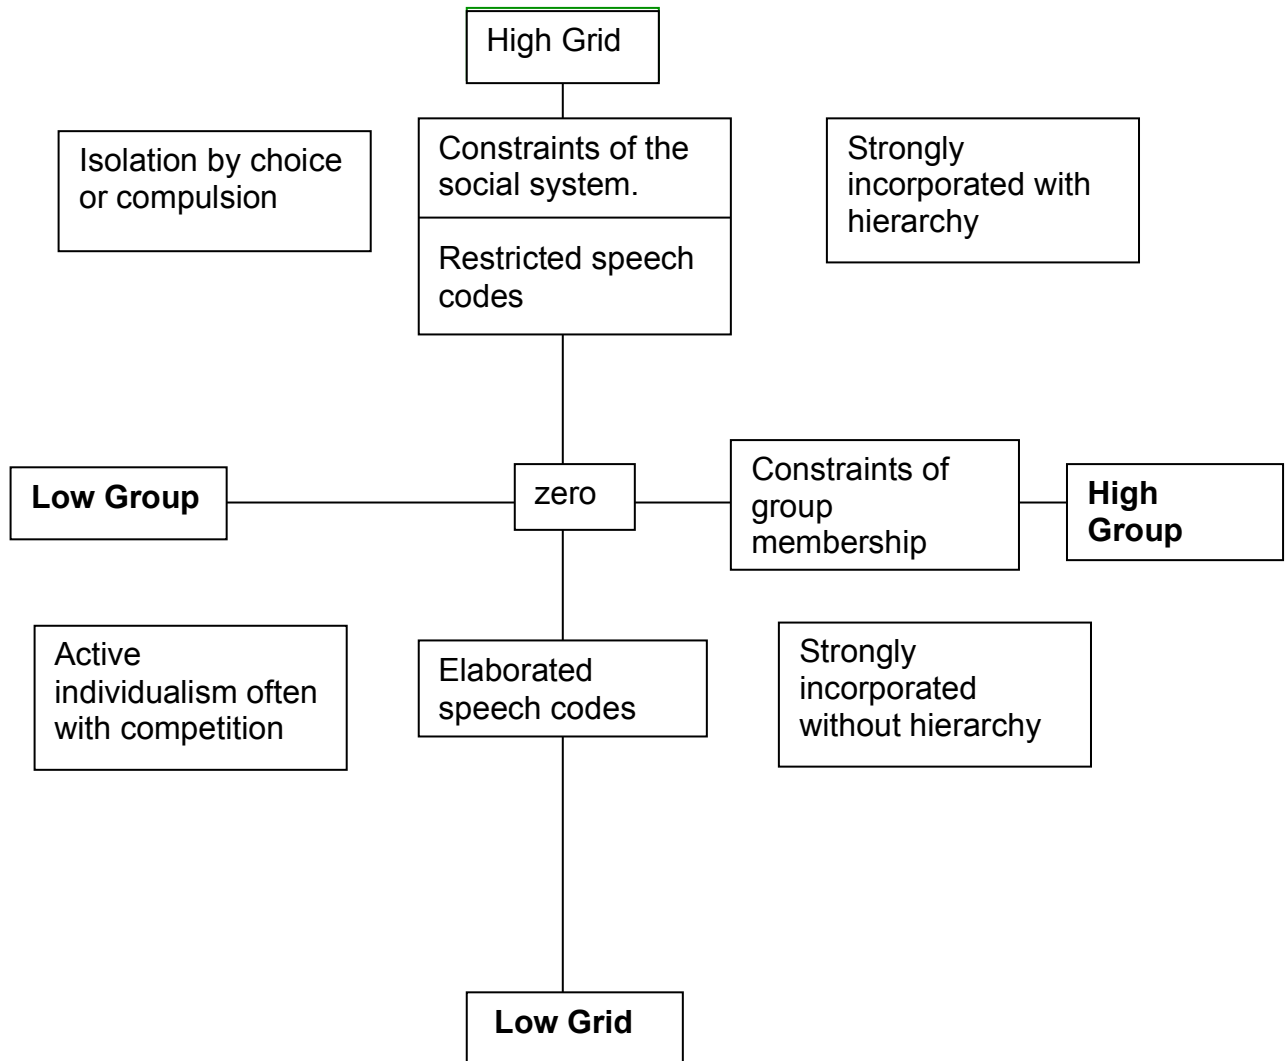 High Grid
Isolation by choice
or compulsion
Constraints of the
social system.
Strongly
incorporated with
hierarchy
Restricted speech
codes
Low Group
zero
Constraints of
group
membership
High
Group
Active
individualism often
with competition
Elaborated
speech codes
Strongly
incorporated
without hierarchy
Low Grid